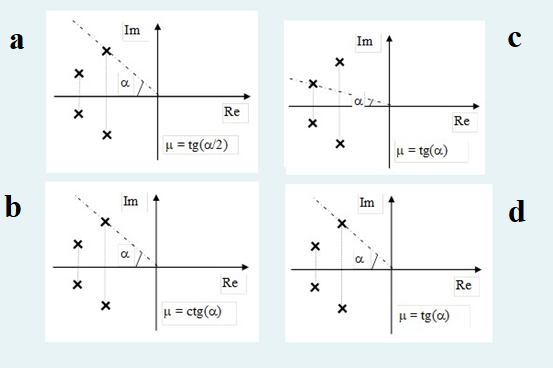 a
Im
α
Re
μ = tg(α/2)
c
Im
α
Re
μ = tg(α)
b
Im
α
Re
μ = ctg(α)
d
Im
α
Re
μ = tg(α)